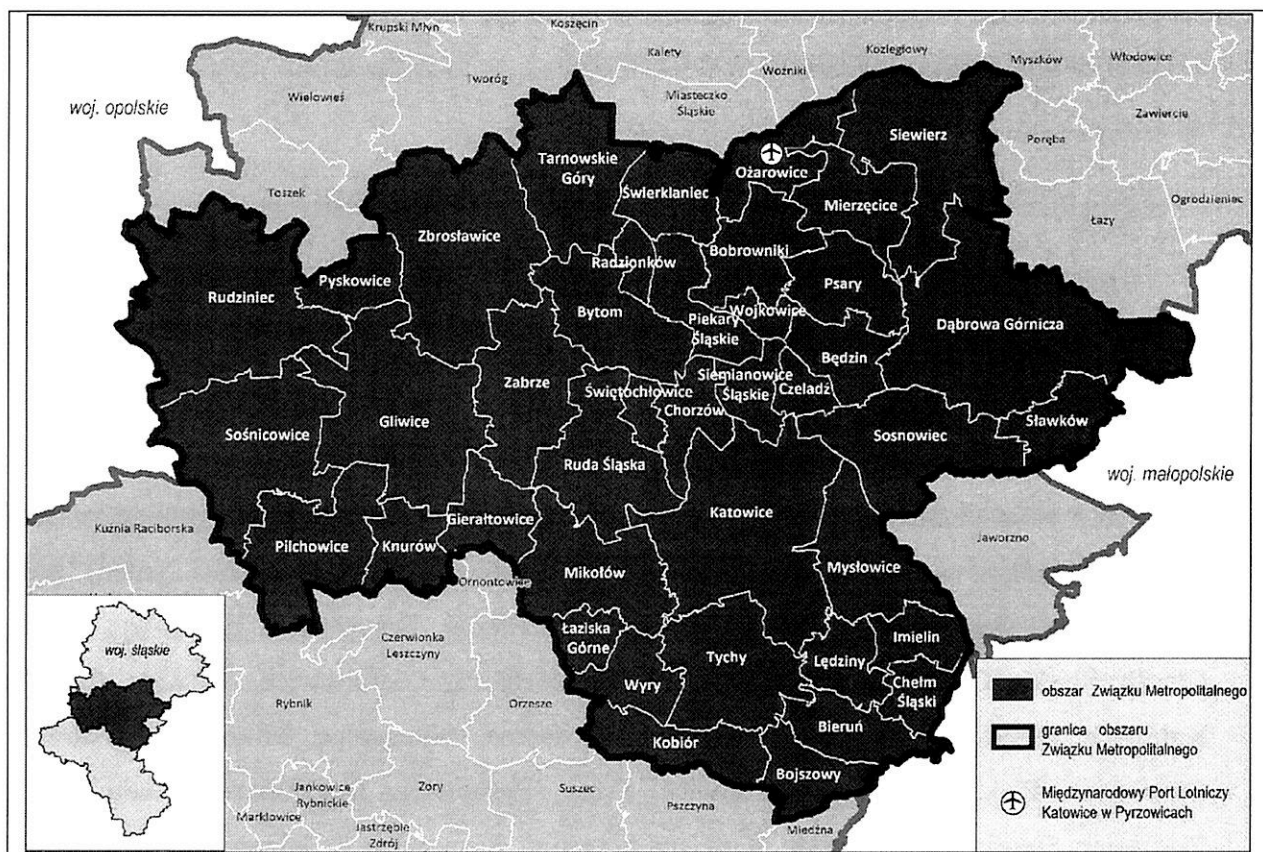 Krupski Młyn
Koszęcin
Kalety
Woźniki
Koziegłowy
Myszków
Włodowice
woj. opolskie
Wielowieś
Tworóg
Miasteczko
Śląskie
Siewierz
Poręba
Zawiercie
Toszek
Tarnowskie
Góry
Świerklaniec
Ożarowice
Mierzęcice
Łazy
Ogrodzieniec
Zbrosławice
Radzionków
Bobrowniki
Psary
Rudziniec
Pyskowice
Bytom
Piekary
Śląskie
Wojkowice
Będzin
Dąbrowa Górnicza
Zabrze
Świętochłowice
Chorzów
Siemianowice
Śląskie
Czeladź
Sośnicowice
Gliwice
Ruda Śląska
Sosnowiec
Sławków
woj. małopolskie
Kuźnia Raciborska
Pilchowice
Knurów
Gierałtowice
Katowice
Jaworzno
Ornontowice
Mikołów
Mysłowice
Czerwionka
Leszczyny
Łaziska
Górne
Wyry
Tychy
Lędziny
Imielin
Chełm
Śląski
Rybnik
Orzesze
Kobiór
Bieruń
Bojszowy
Jankowice
Rybnickie
Żory
Suszec
Pszczyna
Miedźna
Marklowice
Jastrzębie
Zdrój
woj. śląskie
obszar Związku Metropolitalnego
granica obszaru
Związku Metropolitalnego
Międzynarodowy Port Lotniczy
Katowice w Pyrzowicach